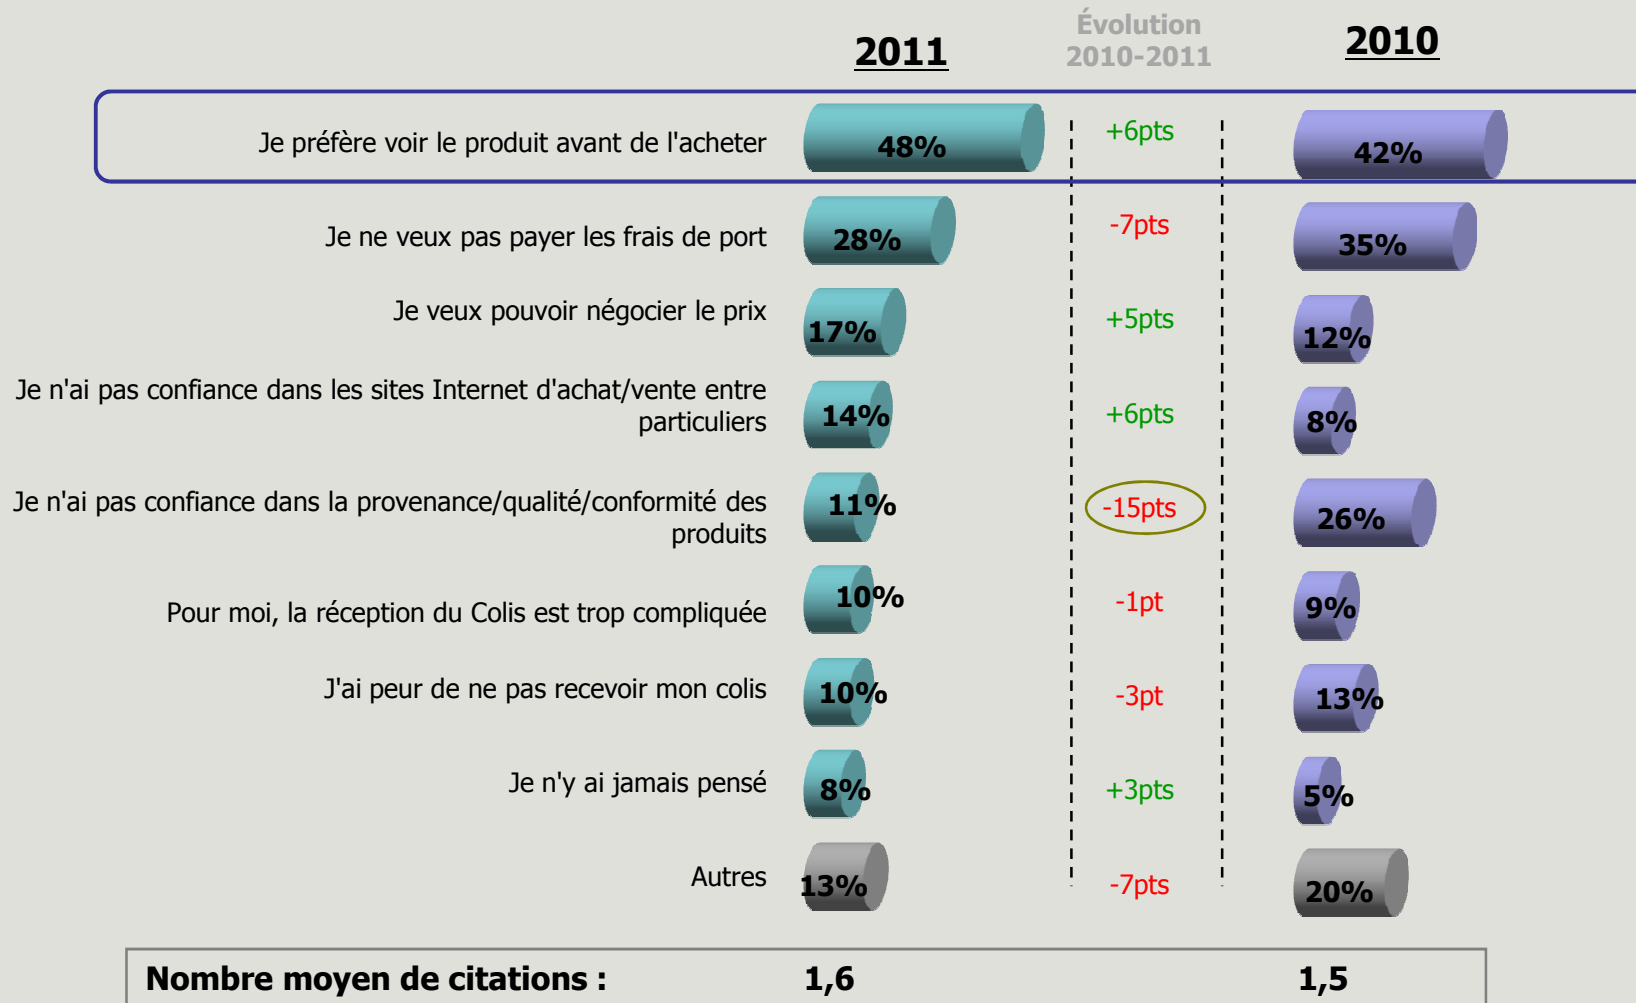 2011
Évolution
2010-2011
2010
Je préfère voir le produit avant de l'acheter
48%
+6pts
42%
Je ne veux pas payer les frais de port
28%
-7pts
35%
Je veux pouvoir négocier le prix
17%
+5pts
12%
Je n'ai pas confiance dans les sites Internet d'achat/vente entre
particuliers
14%
+6pts
8%
Je n'ai pas confiance dans la provenance/qualité/conformité des
produits
11%
-15pts
26%
Pour moi, la réception du Colis est trop compliquée
10%
-1pt
9%
J'ai peur de ne pas recevoir mon colis
10%
-3pt
13%
Je n'y ai jamais pensé
8%
+3pts
5%
Autres
13%
-7pts
20%
Nombre moyen de citations : 1,6 1,5